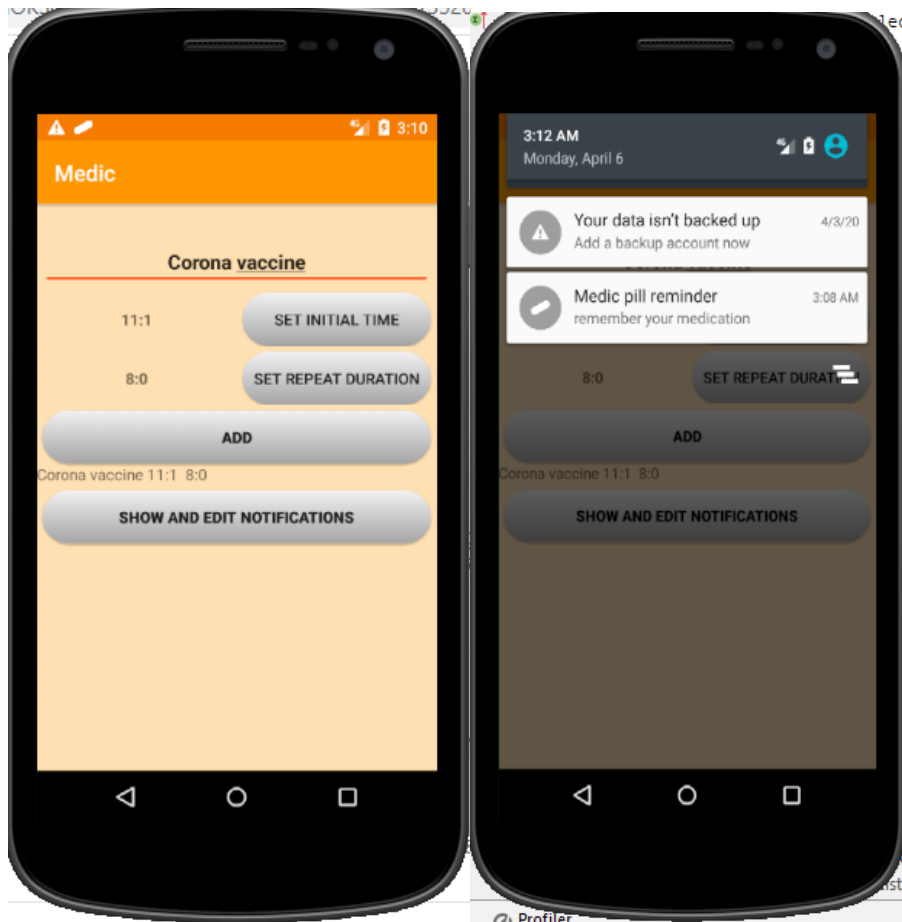 3:10
Medic
Corona vaccine
11:1 SET INITIAL TIME
8:0 SET REPEAT DURATION
ADD
Corona vaccine 11:1 8:0
SHOW AND EDIT NOTIFICATIONS
3:12 AM
Monday, April 6
Your data isn't backed up 4/3/20
Add a backup account now
Medic pill reminder 3:08 AM
remember your medication
8:0 SET REPEAT DURATI
ADD
Corona vaccine 11:1 8:0
SHOW AND EDIT NOTIFICATIONS
Profiler